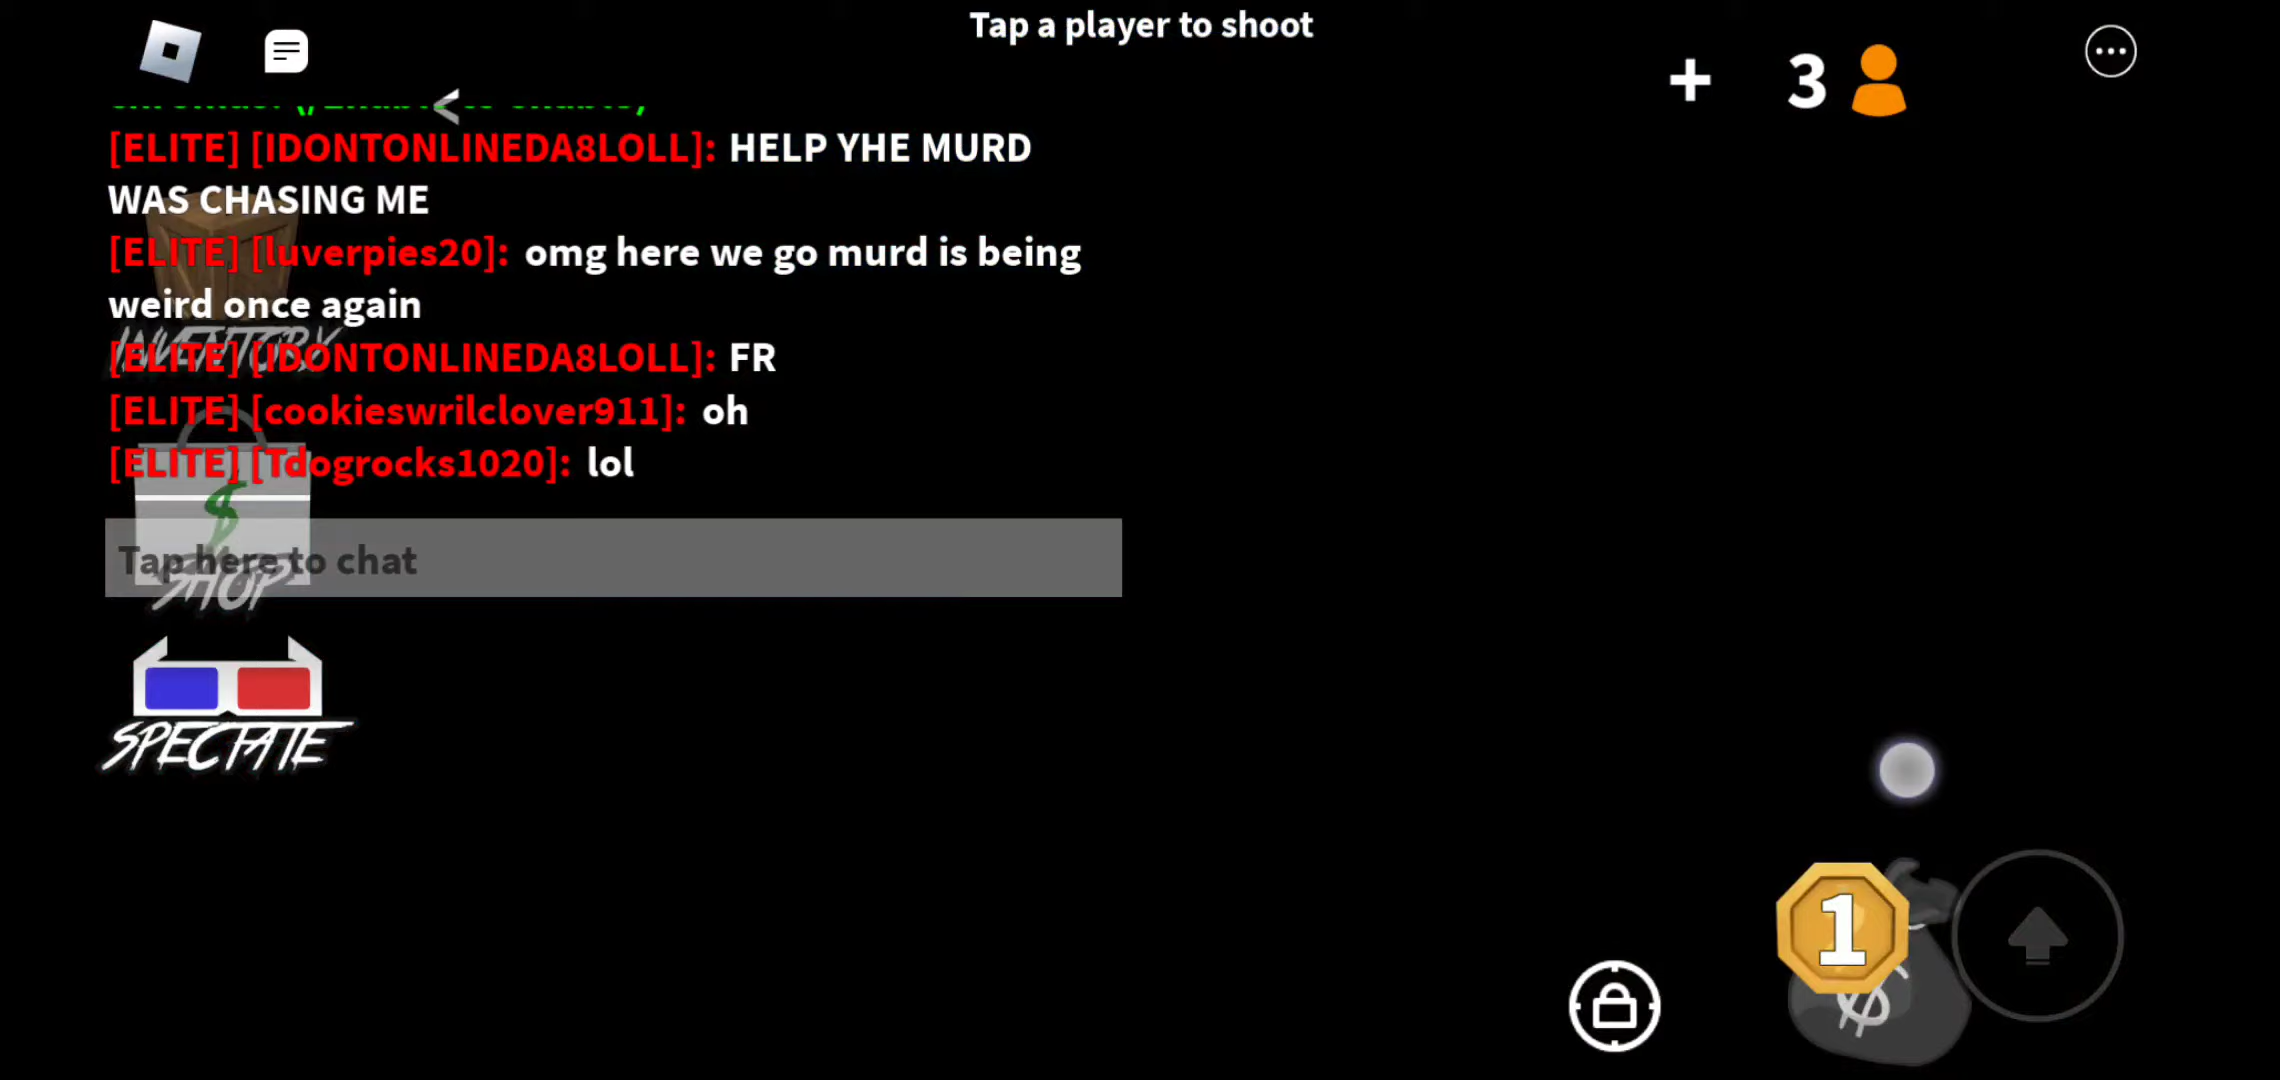 Tap a player to shoot
+ 3
<
[ELITE] [IDONTONLINEDA8LOLL]: HELP YHE MURD
WAS CHASING ME
[ELITE] [luverpies20]: omg here we go murd is being
weird once again
INVENTORY
[ELITE] [IDONTONLINEDA8LOLL]: FR
[ELITE] [cookieswrilclover911]: oh
[ELITE] [Tdogrocks1020]: lol
$
Tap here to chat
SHOP
SPECTATE
1
$